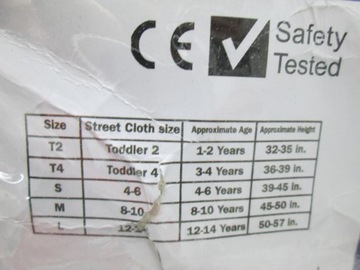 CE Safety
Tested
Size Street Cloth size Approximate Age Approximate Height
T2 Toddler 2 1-2 Years 32-35 in.
T4 Toddler 4 3-4 Years 36-39 in.
S 4-6 4-6 Years 39-45 in.
M 8-10 8-10 Years 45-50 in.
L 12-14 12-14 Years 50-57 in.